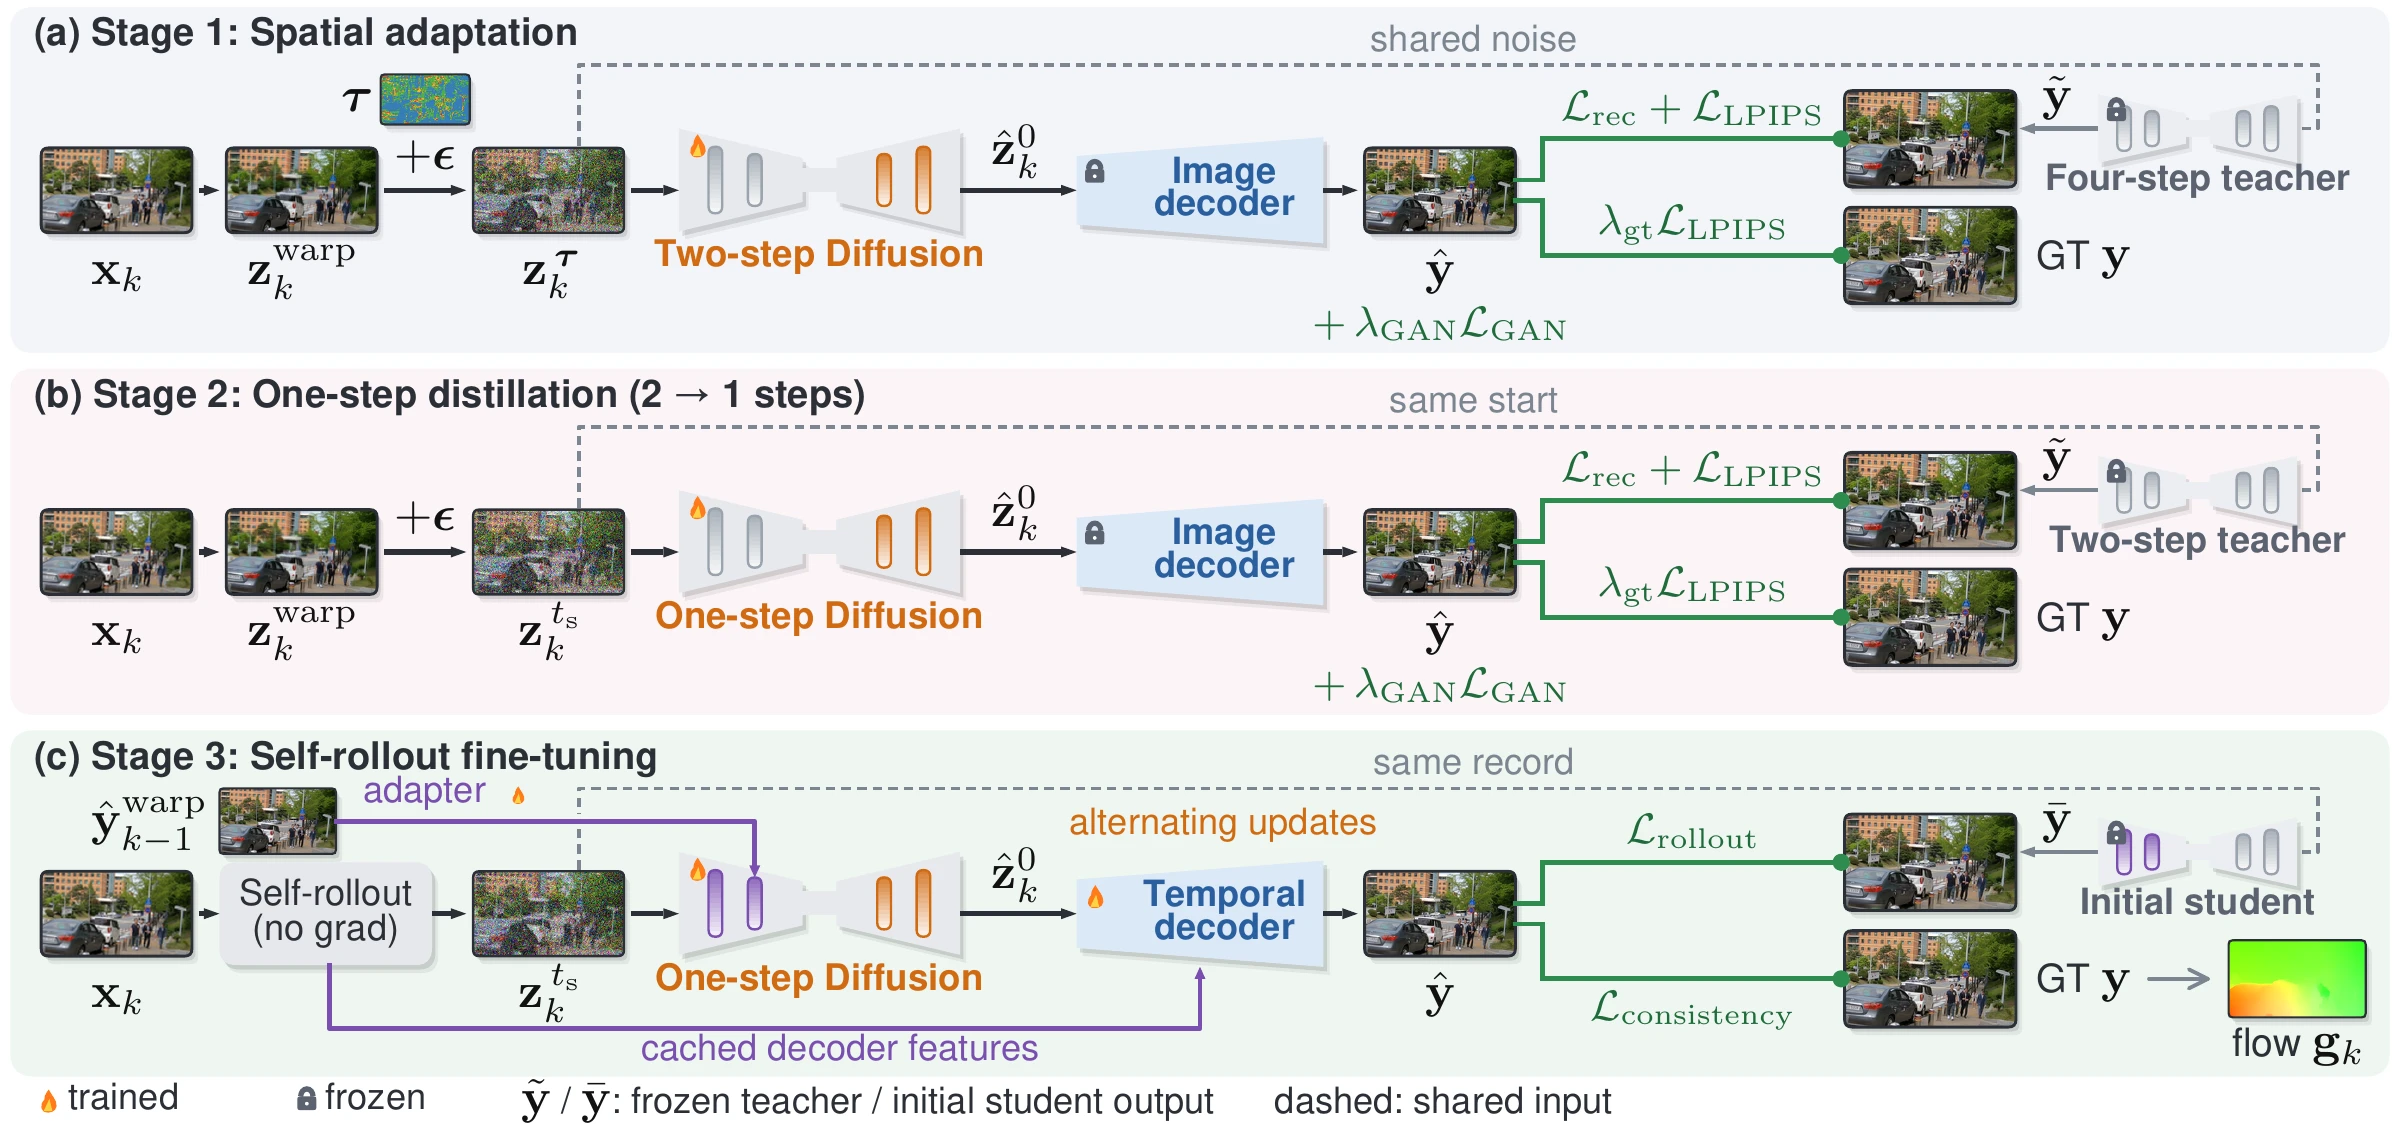 (a) Stage 1: Spatial adaptation
shared noise
τ
+ϵ
x_k
z_k^warp
z_k^τ
Two-step Diffusion
ẑ_k^0
Image
decoder
ŷ
+ λ_GAN ℒ_GAN
ℒ_rec + ℒ_LPIPS
λ_gt ℒ_LPIPS
ỹ
Four-step teacher
GT y
(b) Stage 2: One-step distillation (2 → 1 steps)
same start
+ϵ
x_k
z_k^warp
z_k^{t_s}
One-step Diffusion
ẑ_k^0
Image
decoder
ŷ
+ λ_GAN ℒ_GAN
ℒ_rec + ℒ_LPIPS
λ_gt ℒ_LPIPS
ỹ
Two-step teacher
GT y
(c) Stage 3: Self-rollout fine-tuning
same record
ŷ_{k−1}^warp
adapter
x_k
Self-rollout
(no grad)
z_k^{t_s}
One-step Diffusion
ẑ_k^0
alternating updates
Temporal
decoder
cached decoder features
ŷ
ℒ_rollout
ℒ_consistency
ȳ
Initial student
GT y
flow g_k
trained
frozen
ỹ / ȳ: frozen teacher / initial student output
dashed: shared input